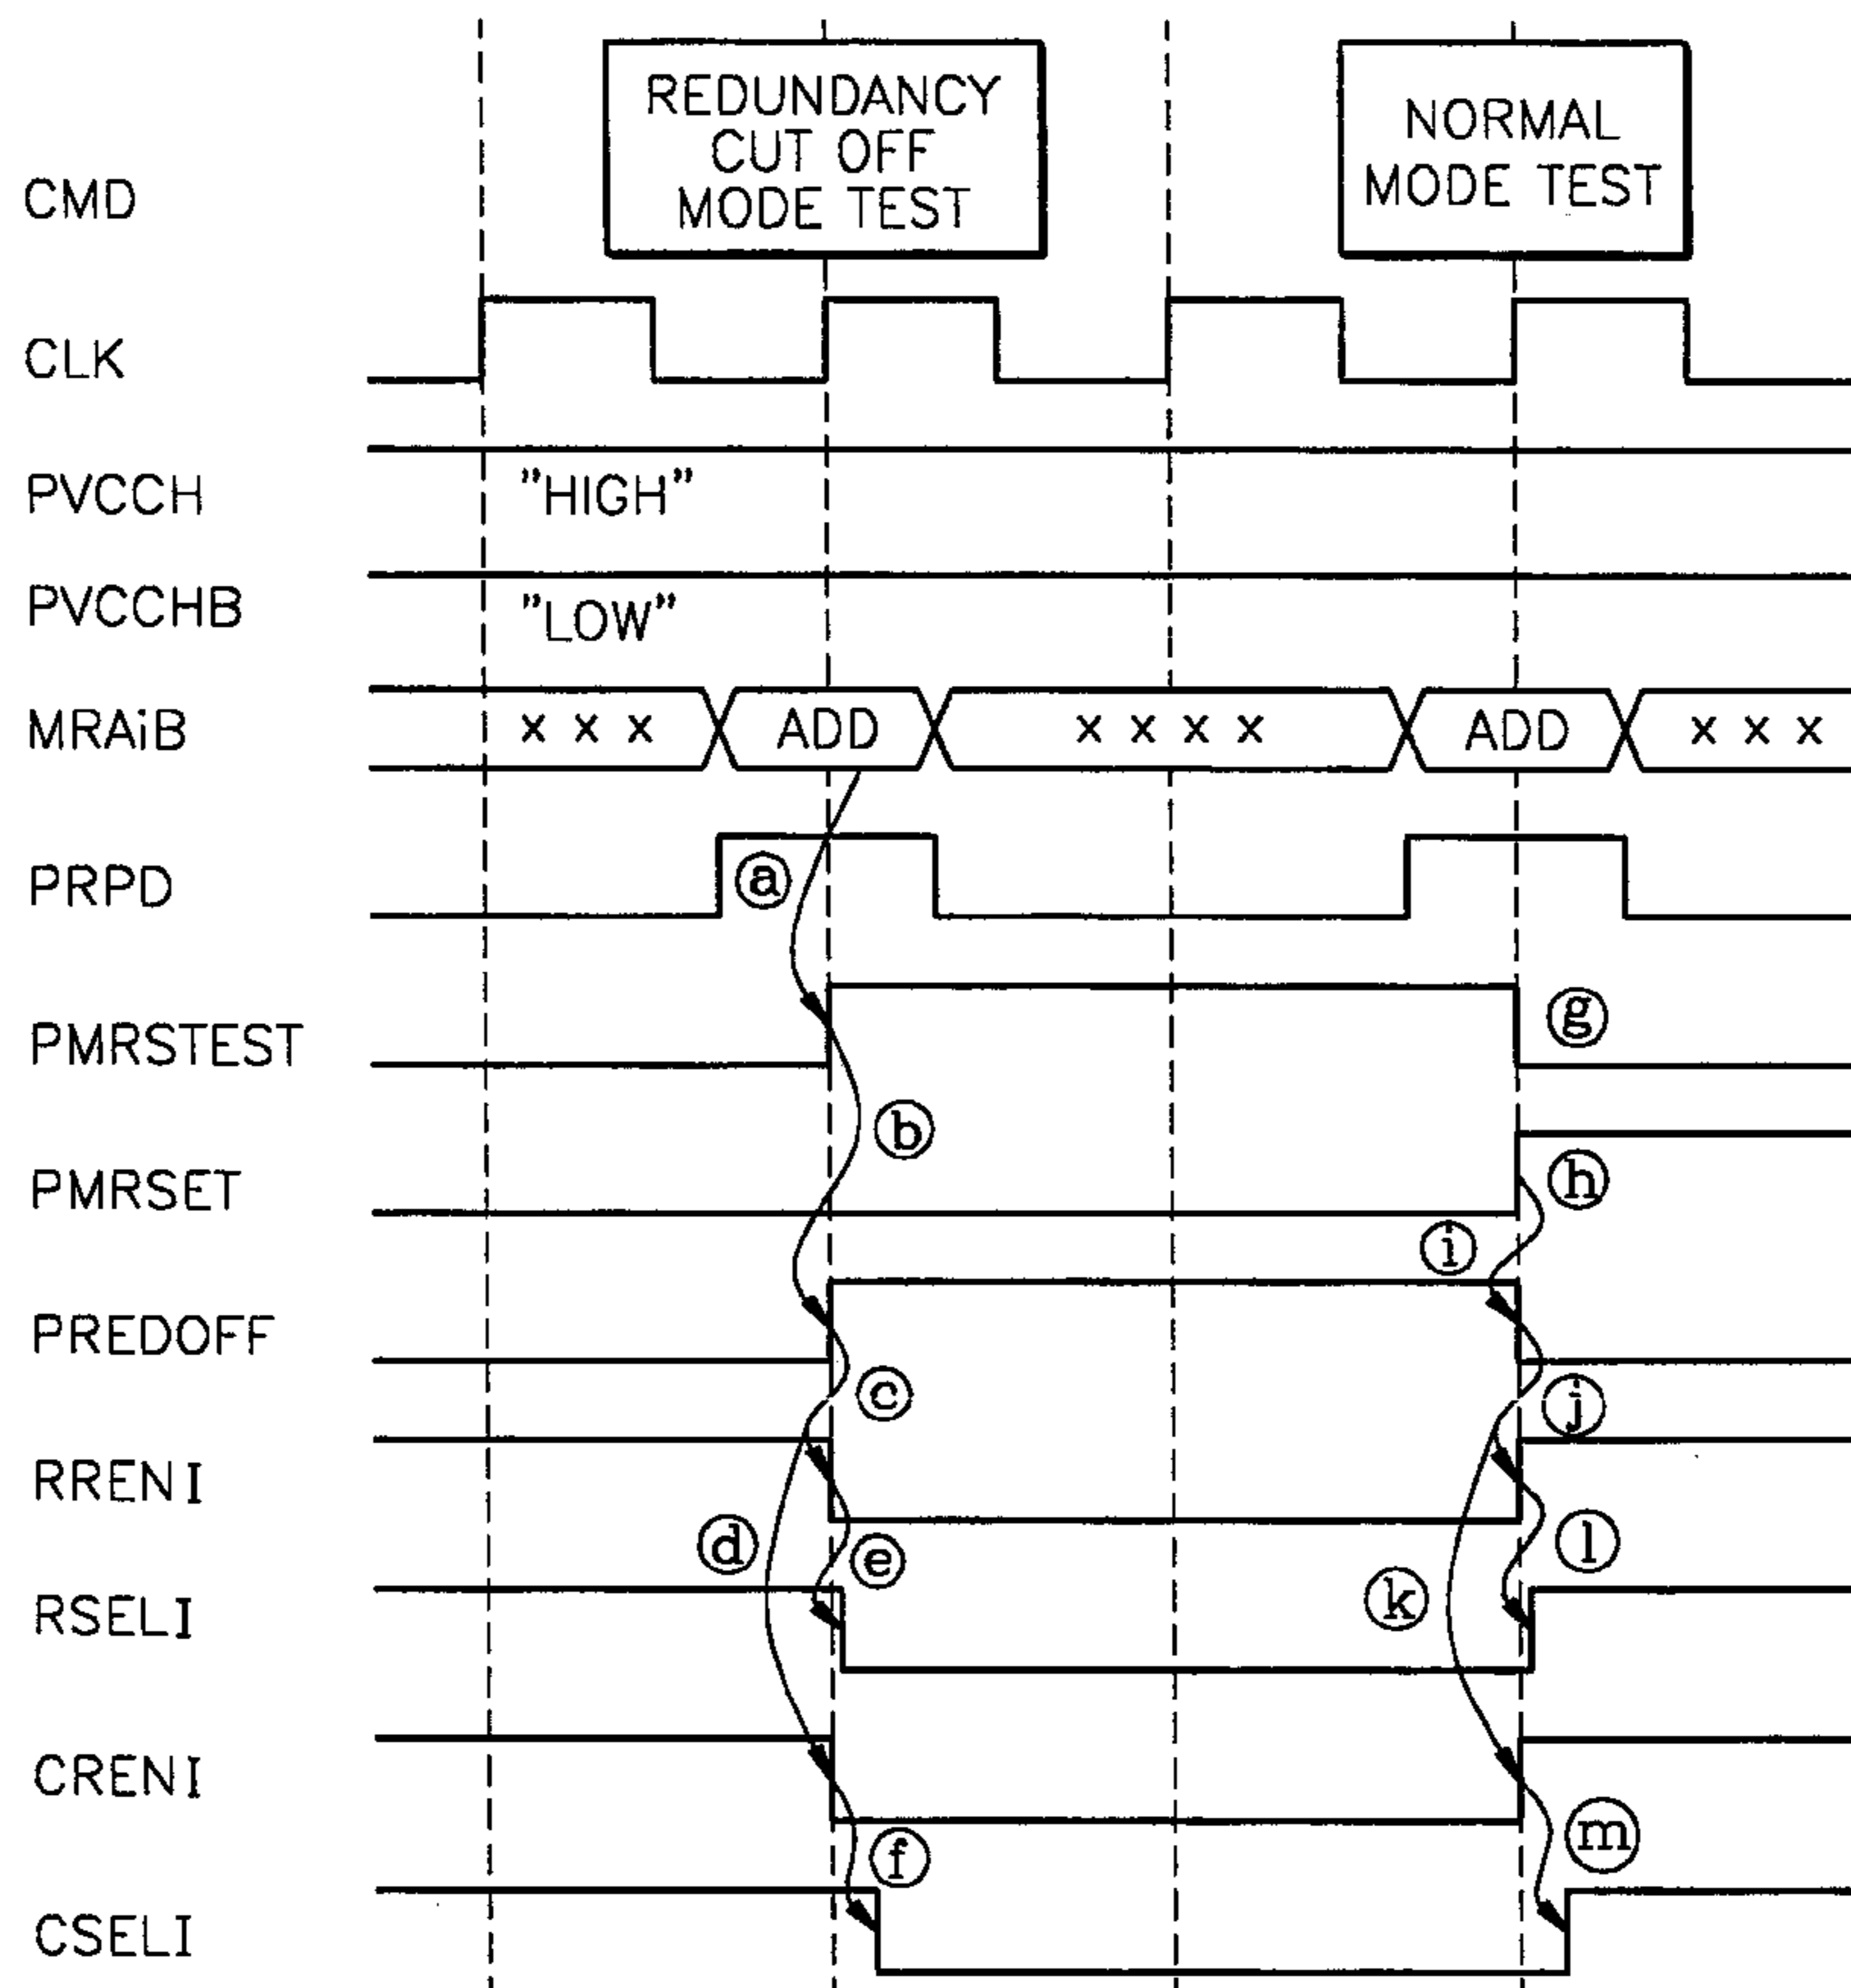 REDUNDANCY
CUT OFF
MODE TEST
NORMAL
MODE TEST
CMD
CLK
PVCCH "HIGH"
PVCCHB "LOW"
MRAiB x x x ADD x x x x ADD x x x
PRPD ⓐ
PMRSTEST ⓖ
ⓑ
PMRSET ⓗ
ⓘ
PREDOFF
ⓒ ⓙ
RRENI
ⓓ ⓔ ⓛ
RSELI ⓚ
CRENI
ⓕ ⓜ
CSELI